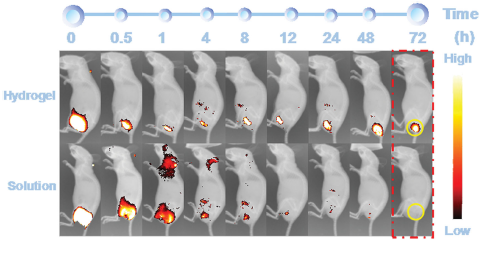 Time
0 0.5 1 4 8 12 24 48 72 (h)
High
Hydrogel
Solution
Low